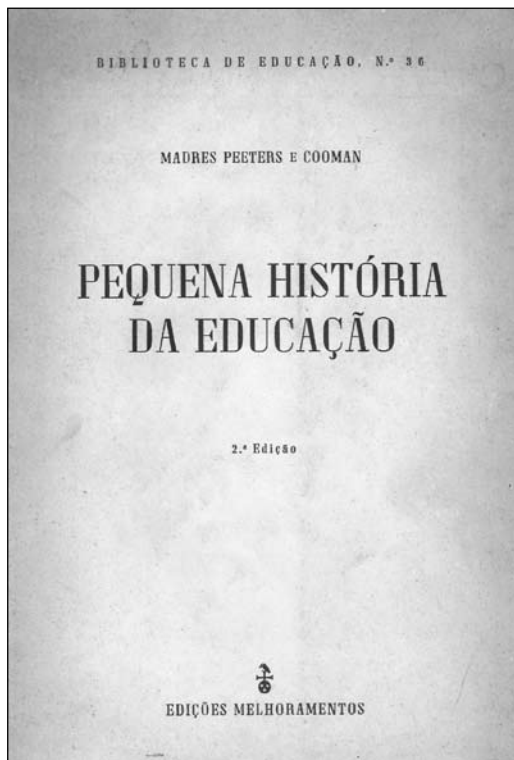 BIBLIOTECA DE EDUCAÇÃO, N.º 36
MADRES PEETERS E COOMAN
PEQUENA HISTÓRIA
DA EDUCAÇÃO
2.ª Edição
EDIÇÕES MELHORAMENTOS